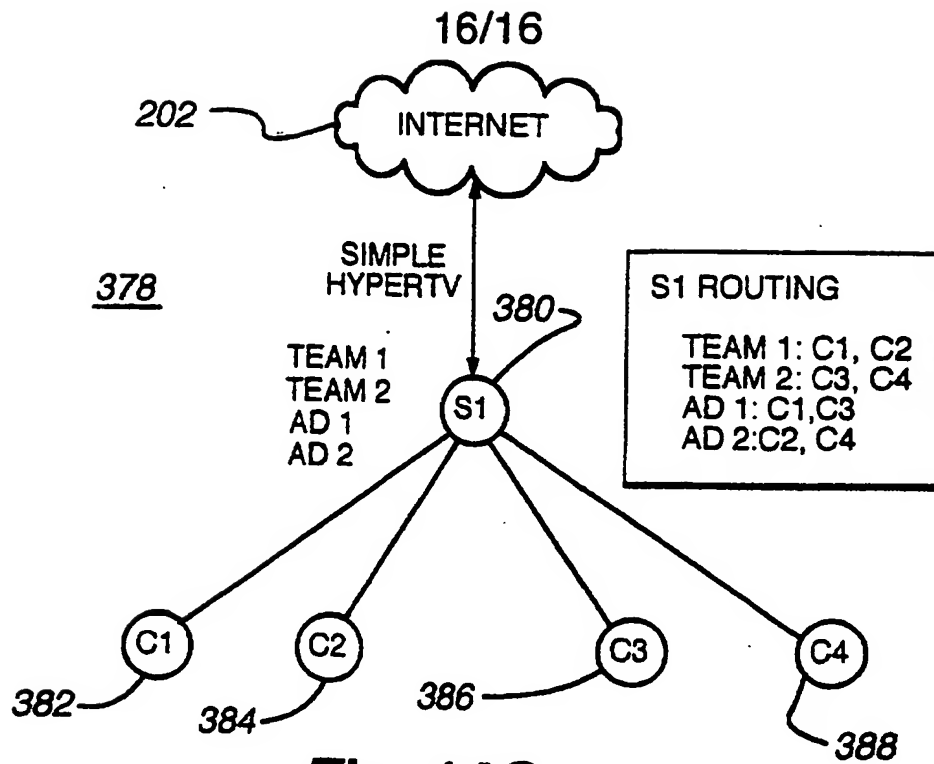 16/16
202
INTERNET
SIMPLE
HYPERTV
378
380
S1 ROUTING
TEAM 1: C1, C2
TEAM 2: C3, C4
AD 1: C1,C3
AD 2:C2, C4
TEAM 1
TEAM 2
AD 1
AD 2
S1
C1
C2
C3
C4
382
384
386
388